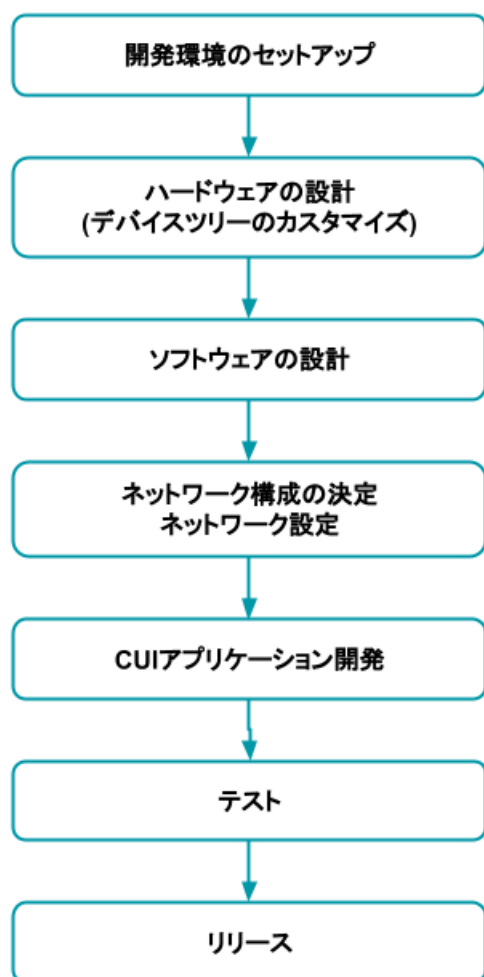 開発環境のセットアップ
ハードウェアの設計
(デバイスツリーのカスタマイズ)
ソフトウェアの設計
ネットワーク構成の決定
ネットワーク設定
CUIアプリケーション開発
テスト
リリース